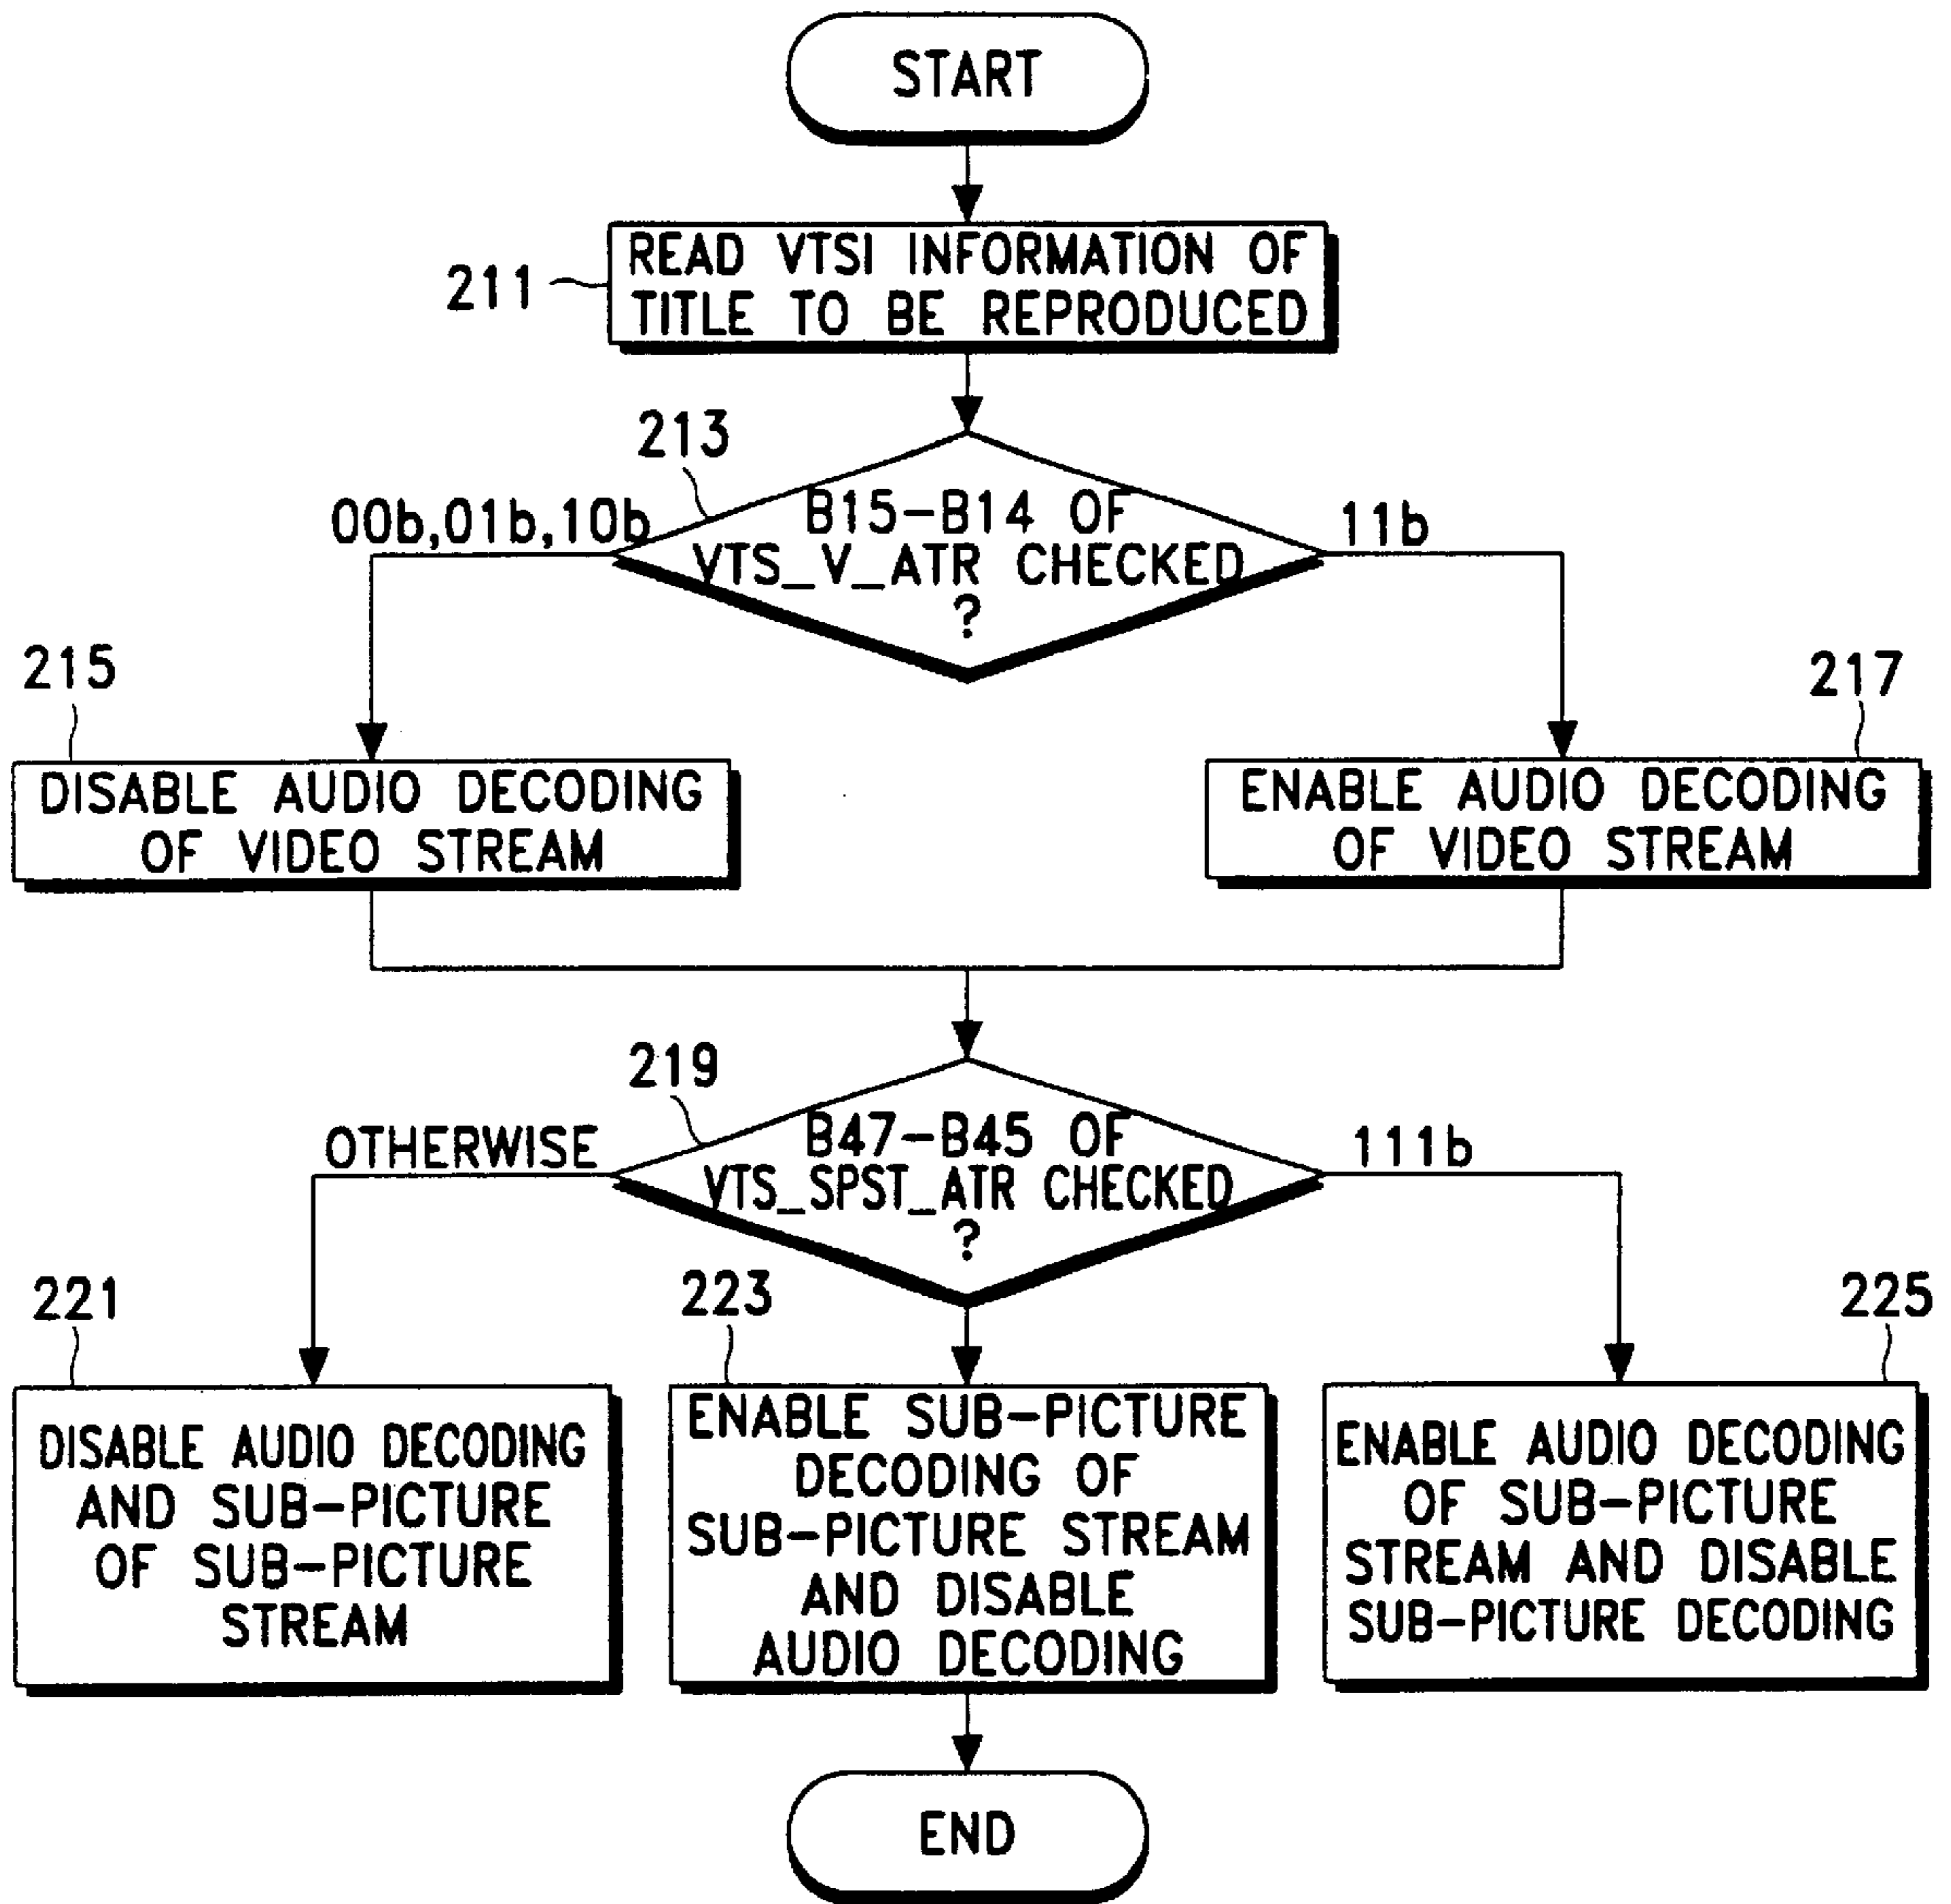 START
READ VTSI INFORMATION OF
TITLE TO BE REPRODUCED
211
213
B15-B14 OF
VTS_V_ATR CHECKED
?
00b,01b,10b
11b
215
DISABLE AUDIO DECODING
OF VIDEO STREAM
217
ENABLE AUDIO DECODING
OF VIDEO STREAM
219
B47-B45 OF
VTS_SPST_ATR CHECKED
?
OTHERWISE
111b
221
DISABLE AUDIO DECODING
AND SUB-PICTURE
OF SUB-PICTURE
STREAM
223
ENABLE SUB-PICTURE
DECODING OF
SUB-PICTURE STREAM
AND DISABLE
AUDIO DECODING
225
ENABLE AUDIO DECODING
OF SUB-PICTURE
STREAM AND DISABLE
SUB-PICTURE DECODING
END